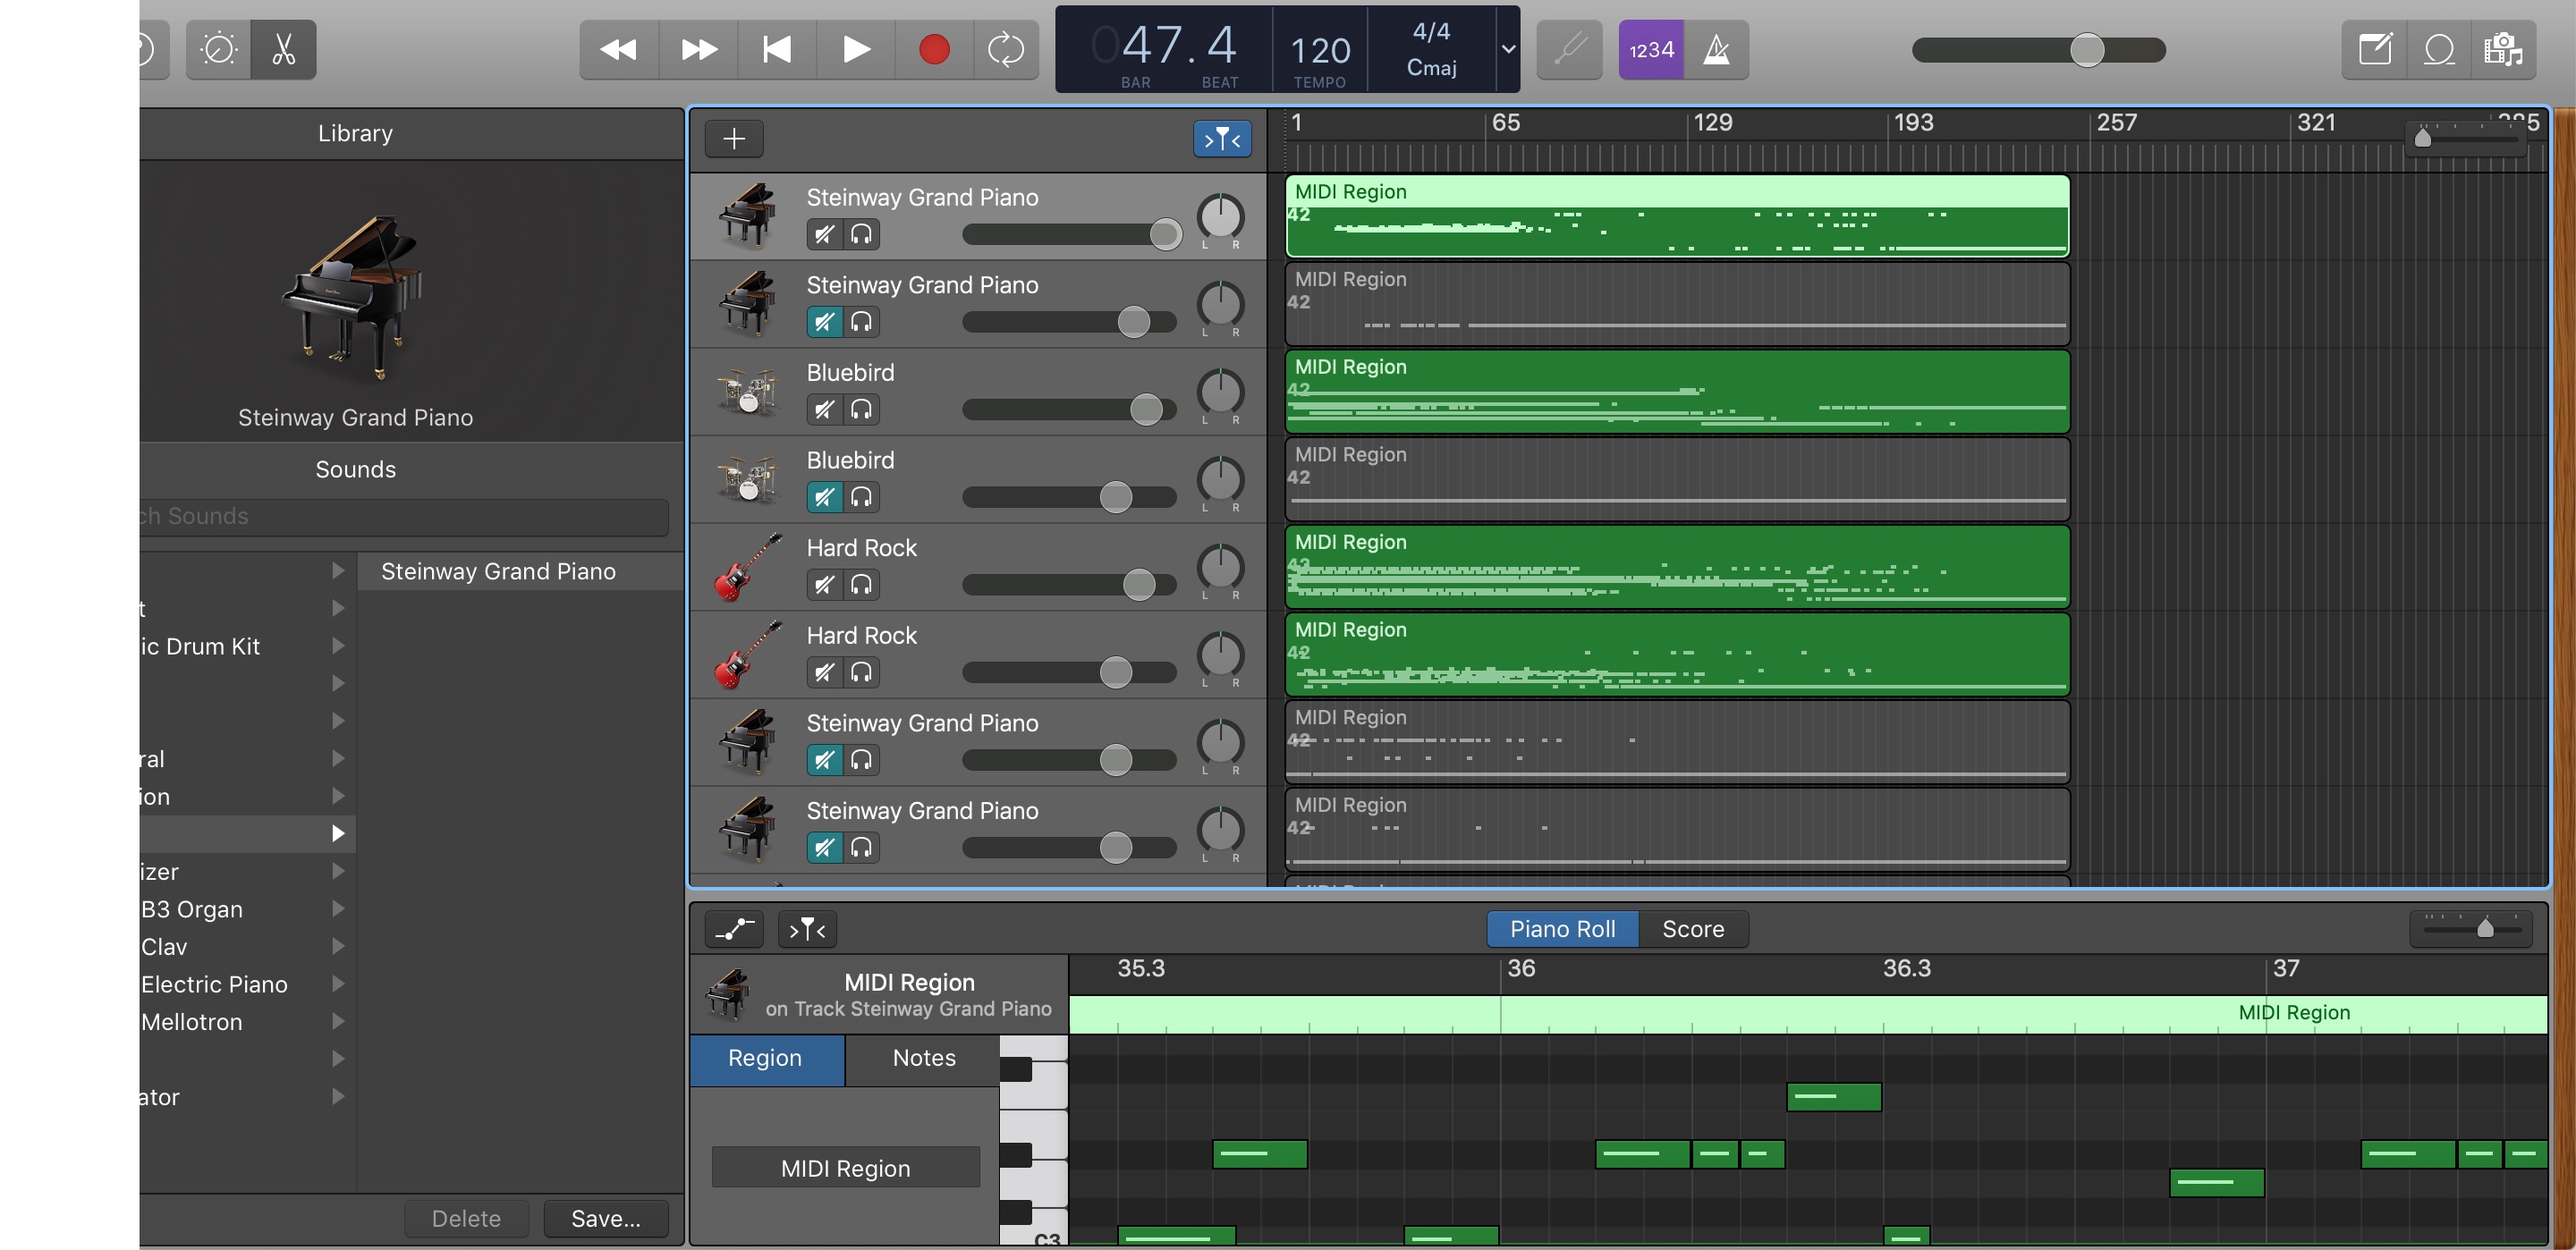 47.4
BAR BEAT
120
TEMPO
4/4
Cmaj
1234
Library
Steinway Grand Piano
Sounds
ch Sounds
Steinway Grand Piano
t
ic Drum Kit
ral
ion
izer
B3 Organ
Clav
Electric Piano
Mellotron
ator
Delete
Save...
1 65 129 193 257 321
Steinway Grand Piano
L R
MIDI Region
42
Steinway Grand Piano
L R
MIDI Region
42
Bluebird
L R
MIDI Region
42
Bluebird
L R
MIDI Region
42
Hard Rock
L R
MIDI Region
42
Hard Rock
L R
MIDI Region
42
Steinway Grand Piano
L R
MIDI Region
42
Steinway Grand Piano
L R
MIDI Region
42
Piano Roll Score
35.3 36 36.3 37
MIDI Region
on Track Steinway Grand Piano
MIDI Region
Region Notes
MIDI Region
C3